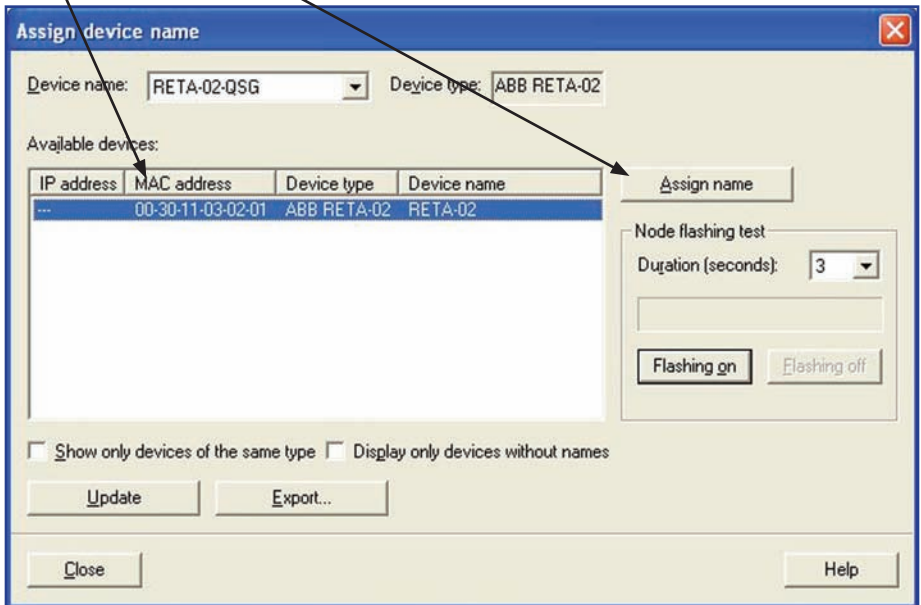 Assign device name
Device name: RETA-02-QSG Device type: ABB RETA-02
Available devices:
IP address MAC address Device type Device name
--- 00-30-11-03-02-01 ABB RETA-02 RETA-02
Assign name
Node flashing test
Duration (seconds): 3
Flashing on Flashing off
Show only devices of the same type Display only devices without names
Update Export...
Close Help